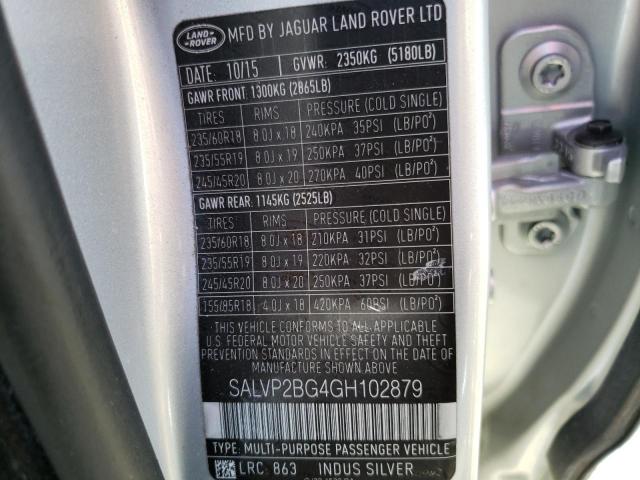 LAND ROVER
MFD BY JAGUAR LAND ROVER LTD
DATE: 10/15 GVWR: 2350KG (5180LB)
GAWR FRONT: 1300KG (2865LB)
TIRES RIMS PRESSURE (COLD SINGLE)
235/60R18 8.0J x 18 240KPA 35PSI (LB/PO²)
235/55R19 8.0J x 19 250KPA 37PSI (LB/PO²)
245/45R20 8.0J x 20 270KPA 40PSI (LB/PO²)
GAWR REAR: 1145KG (2525LB)
TIRES RIMS PRESSURE (COLD SINGLE)
235/60R18 8.0J x 18 210KPA 31PSI (LB/PO²)
235/55R19 8.0J x 19 220KPA 32PSI (LB/PO²)
245/45R20 8.0J x 20 250KPA 37PSI (LB/PO²)
155/85R18 4.0J x 18 420KPA 60PSI (LB/PO²)
THIS VEHICLE CONFORMS TO ALL APPLICABLE
U.S. FEDERAL MOTOR VEHICLE SAFETY AND THEFT
PREVENTION STANDARDS IN EFFECT ON THE DATE OF
MANUFACTURE SHOWN ABOVE.
SALVP2BG4GH102879
TYPE: MULTI-PURPOSE PASSENGER VEHICLE
LRC: 863 INDUS SILVER